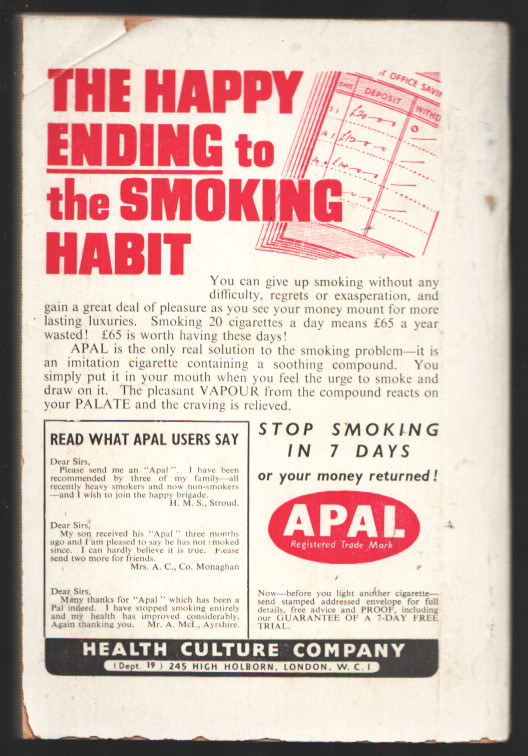 THE HAPPY
ENDING to
the SMOKING
HABIT
T OFFICE SAVIN
DATE
DEPOSIT
WITHD
You can give up smoking without any
difficulty, regrets or exasperation, and
gain a great deal of pleasure as you see your money mount for more
lasting luxuries. Smoking 20 cigarettes a day means £65 a year
wasted! £65 is worth having these days!
APAL is the only real solution to the smoking problem—it is
an imitation cigarette containing a soothing compound. You
simply put it in your mouth when you feel the urge to smoke and
draw on it. The pleasant VAPOUR from the compound reacts on
your PALATE and the craving is relieved.
READ WHAT APAL USERS SAY
Dear Sirs,
Please send me an "Apal". I have been
recommended by three of my family—all
recently heavy smokers and now non-smokers
—and I wish to join the happy brigade.
H. M. S., Stroud.
Dear Sirs,
My son received his "Apal" three months
ago and I am pleased to say he has not smoked
since. I can hardly believe it is true. Please
send two more for friends.
Mrs. A. C., Co. Monaghan
Dear Sirs,
Many thanks for "Apal" which has been a
Pal indeed. I have stopped smoking entirely
and my health has improved considerably.
Again thanking you. Mr. A. McI., Ayrshire.
STOP SMOKING
IN 7 DAYS
or your money returned!
APAL
Registered Trade Mark
Now—before you light another cigarette—
send stamped addressed envelope for full
details, free advice and PROOF, including
our GUARANTEE OF A 7-DAY FREE
TRIAL.
HEALTH CULTURE COMPANY
(Dept. 19) 245 HIGH HOLBORN, LONDON, W.C.1